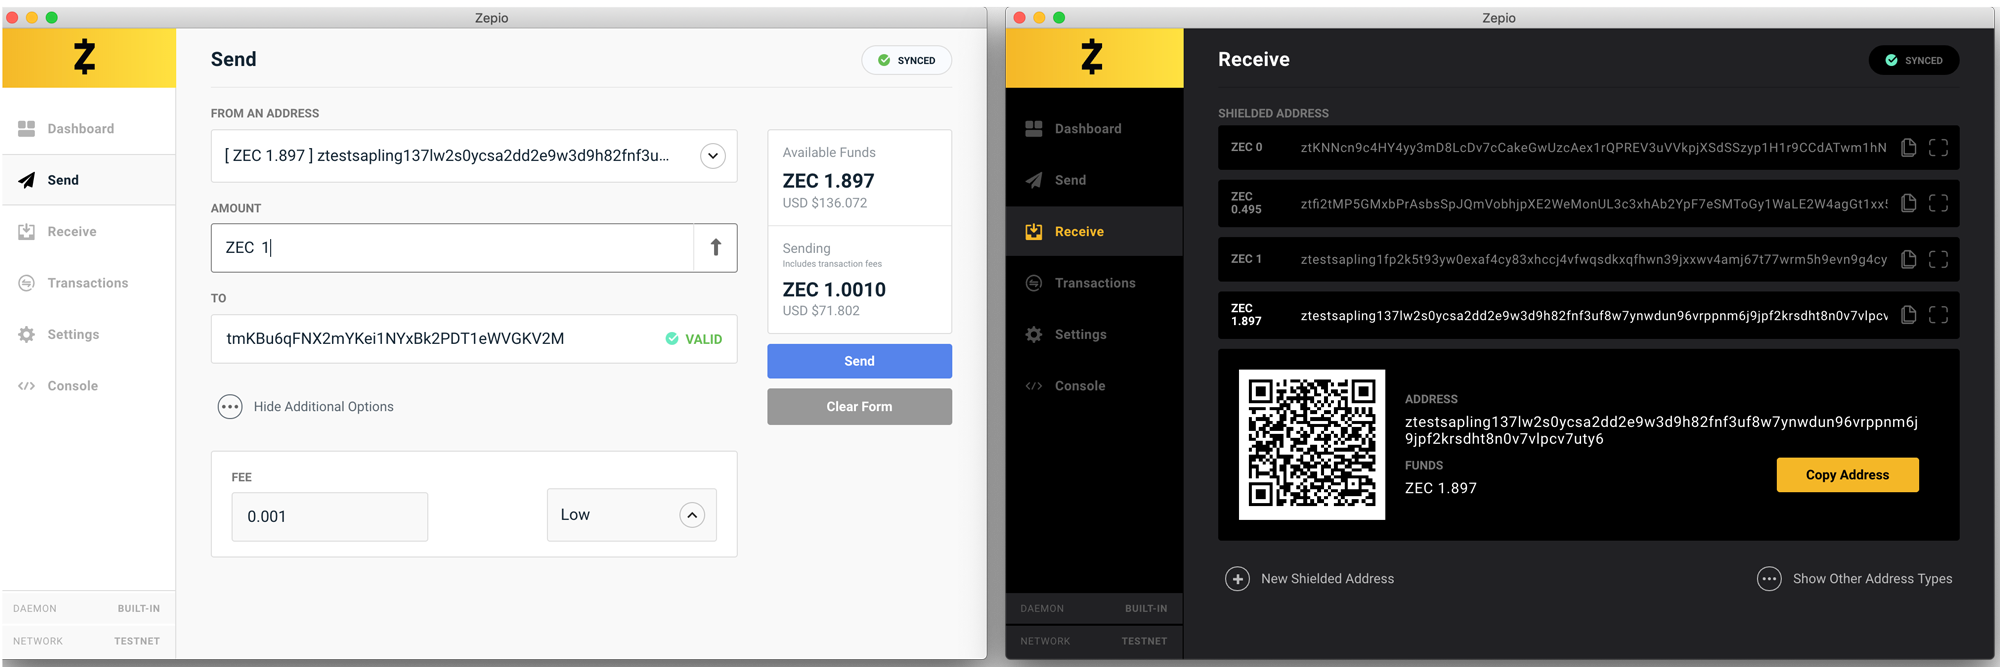 Zepio
Send
SYNCED
Dashboard
Send
Receive
Transactions
Settings
Console
DAEMON BUILT-IN
NETWORK TESTNET
FROM AN ADDRESS
[ ZEC 1.897 ] ztestsapling137lw2s0ycsa2dd2e9w3d9h82fnf3u...
AMOUNT
ZEC 1
TO
tmKBu6qFNX2mYKei1NYxBk2PDT1eWVGKV2M
VALID
Hide Additional Options
FEE
0.001
Low
Available Funds
ZEC 1.897
USD $136.072
Sending
Includes transaction fees
ZEC 1.0010
USD $71.802
Send
Clear Form
Zepio
Receive
SYNCED
Dashboard
Send
Receive
Transactions
Settings
Console
DAEMON BUILT-IN
NETWORK TESTNET
SHIELDED ADDRESS
ZEC 0 ztKNNcn9c4HY4yy3mD8LcDv7cCakeGwUzcAex1rQPREV3uVVkpjXSdSSzyp1H1r9CCdATwm1hN
ZEC 0.495 ztfi2tMP5GMxbPrAsbsSpJQmVobhjpXE2WeMonUL3c3xhAb2YpF7eSMToGy1WaLE2W4agGt1xx
ZEC 1 ztestsapling1fp2k5t93yw0exaf4cy83xhccj4vfwqsdkxqfhwn39jxxwv4amj67t77wrm5h9evn9g4cy
ZEC 1.897 ztestsapling137lw2s0ycsa2dd2e9w3d9h82fnf3uf8w7ynwdun96vrppnm6j9jpf2krsdht8n0v7vlpcv
ADDRESS
ztestsapling137lw2s0ycsa2dd2e9w3d9h82fnf3uf8w7ynwdun96vrppnm6j
9jpf2krsdht8n0v7vlpcv7uty6
FUNDS
ZEC 1.897
Copy Address
New Shielded Address
Show Other Address Types